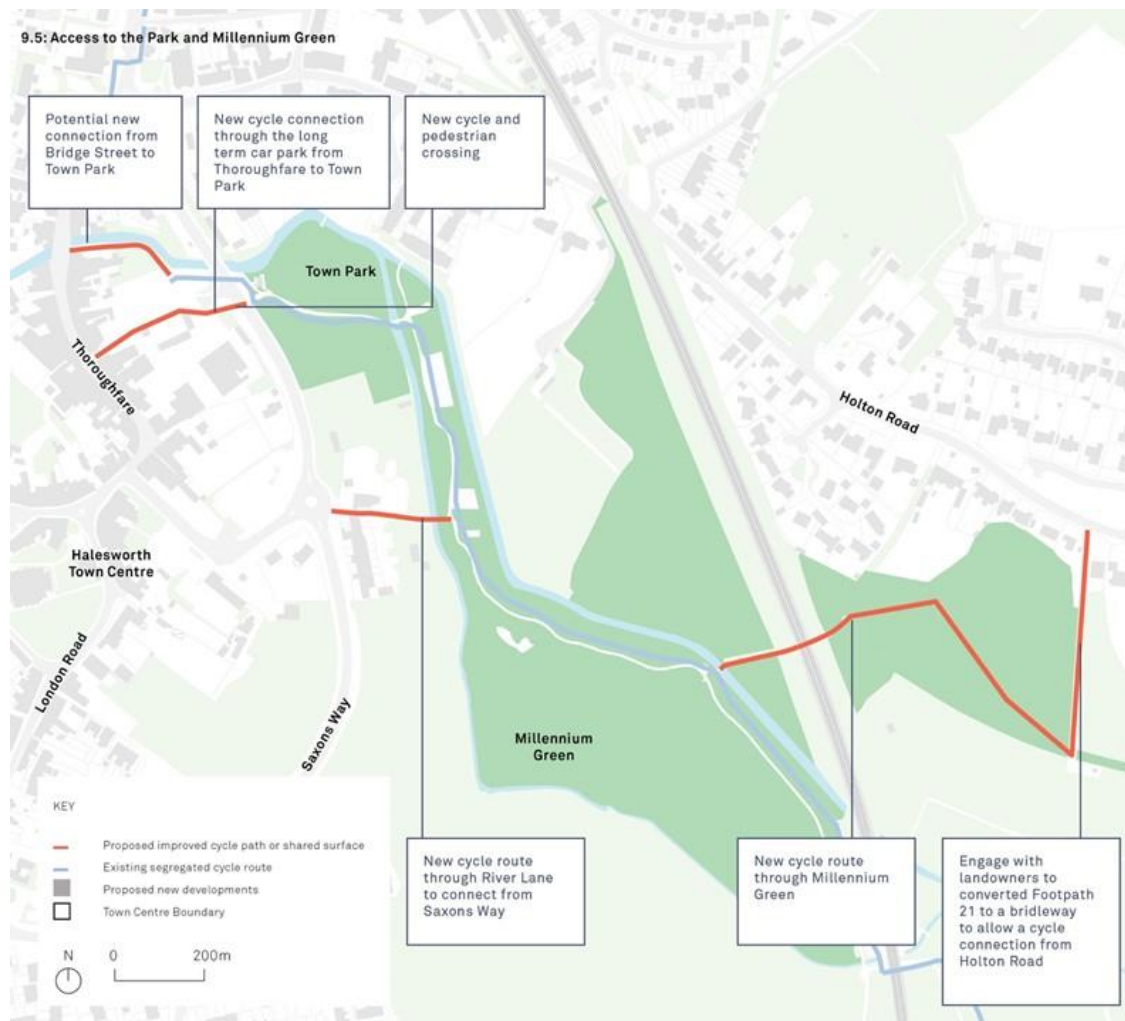 9.5: Access to the Park and Millennium Green
Potential new
connection from
Bridge Street to
Town Park
New cycle connection
through the long
term car park from
Thoroughfare to Town
Park
New cycle and
pedestrian
crossing
Town Park
Thoroughfare
Holton Road
Halesworth
Town Centre
London Road
Saxons Way
Millennium
Green
KEY
Proposed improved cycle path or shared surface
Existing segregated cycle route
Proposed new developments
Town Centre Boundary
N
0
200m
New cycle route
through River Lane
to connect from
Saxons Way
New cycle route
through Millennium
Green
Engage with
landowners to
converted Footpath
21 to a bridleway
to allow a cycle
connection from
Holton Road